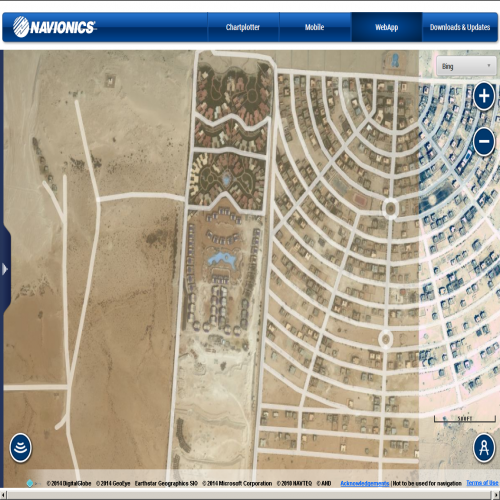 NAVIONICS
Chartplotter
Mobile
WebApp
Downloads & Updates
Bing
© 2014 DigitalGlobe © 2014 GeoEye Earthstar Geographics SIO © 2014 Microsoft Corporation © 2010 NAVTEQ © AND Acknowledgements | Not to be used for navigation Terms of Use